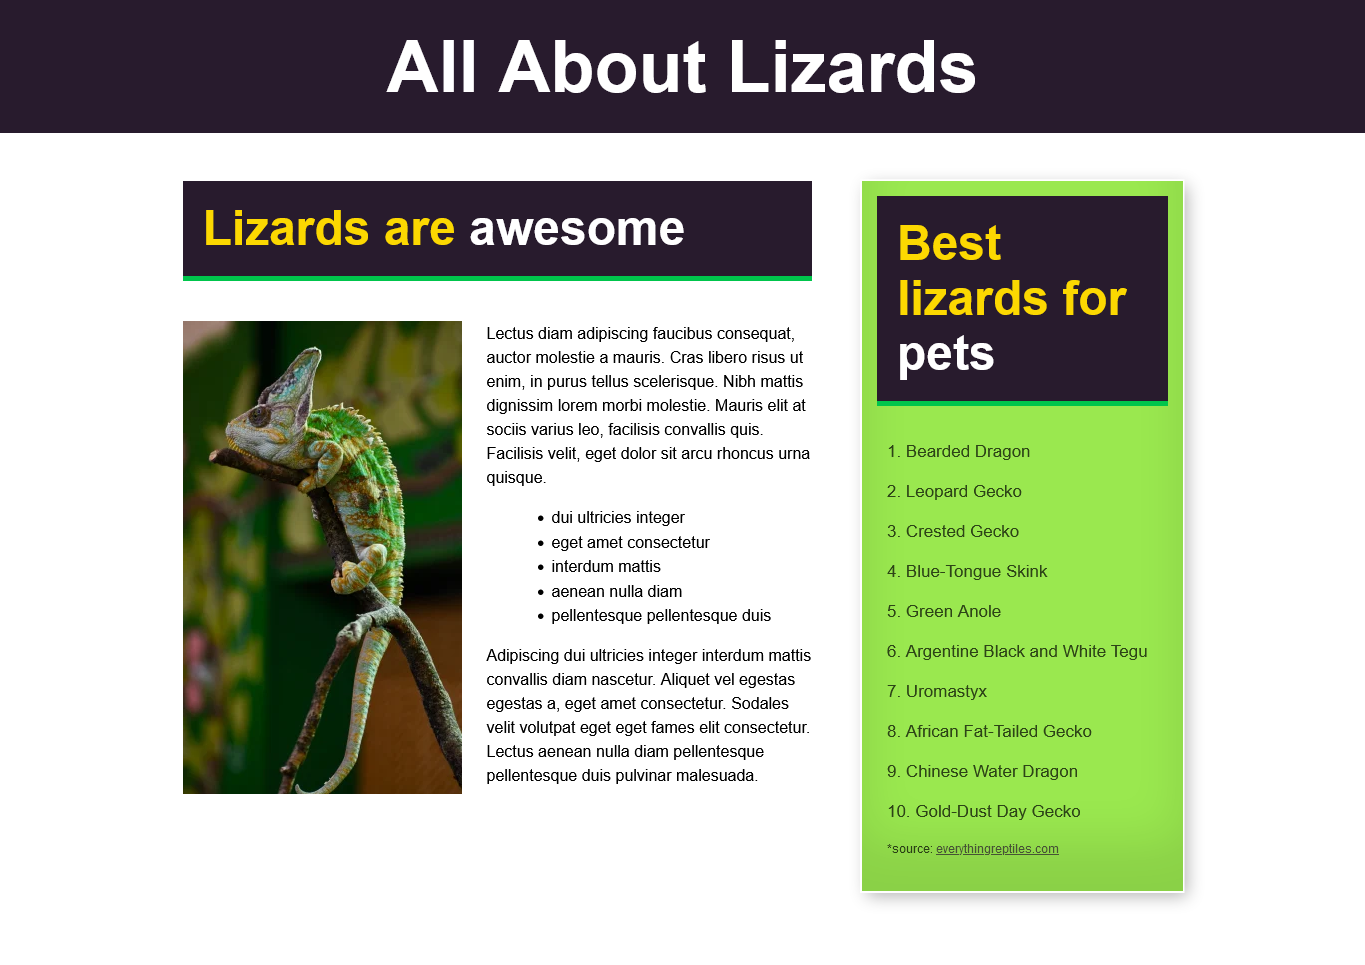 All About Lizards
Lizards are awesome
Lectus diam adipiscing faucibus consequat,
auctor molestie a mauris. Cras libero risus ut
enim, in purus tellus scelerisque. Nibh mattis
dignissim lorem morbi molestie. Mauris elit at
sociis varius leo, facilisis convallis quis.
Facilisis velit, eget dolor sit arcu rhoncus urna
quisque.
• dui ultricies integer
• eget amet consectetur
• interdum mattis
• aenean nulla diam
• pellentesque pellentesque duis
Adipiscing dui ultricies integer interdum mattis
convallis diam nascetur. Aliquet vel egestas
egestas a, eget amet consectetur. Sodales
velit volutpat eget eget fames elit consectetur.
Lectus aenean nulla diam pellentesque
pellentesque duis pulvinar malesuada.
Best
lizards for
pets
1. Bearded Dragon
2. Leopard Gecko
3. Crested Gecko
4. Blue-Tongue Skink
5. Green Anole
6. Argentine Black and White Tegu
7. Uromastyx
8. African Fat-Tailed Gecko
9. Chinese Water Dragon
10. Gold-Dust Day Gecko
*source: everythingreptiles.com